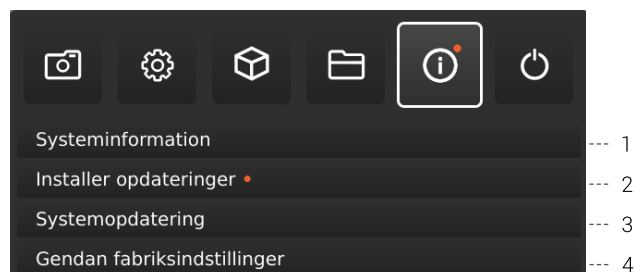 Systeminformation --- 1
Installer opdateringer • --- 2
Systemopdatering --- 3
Gendan fabriksindstillinger --- 4